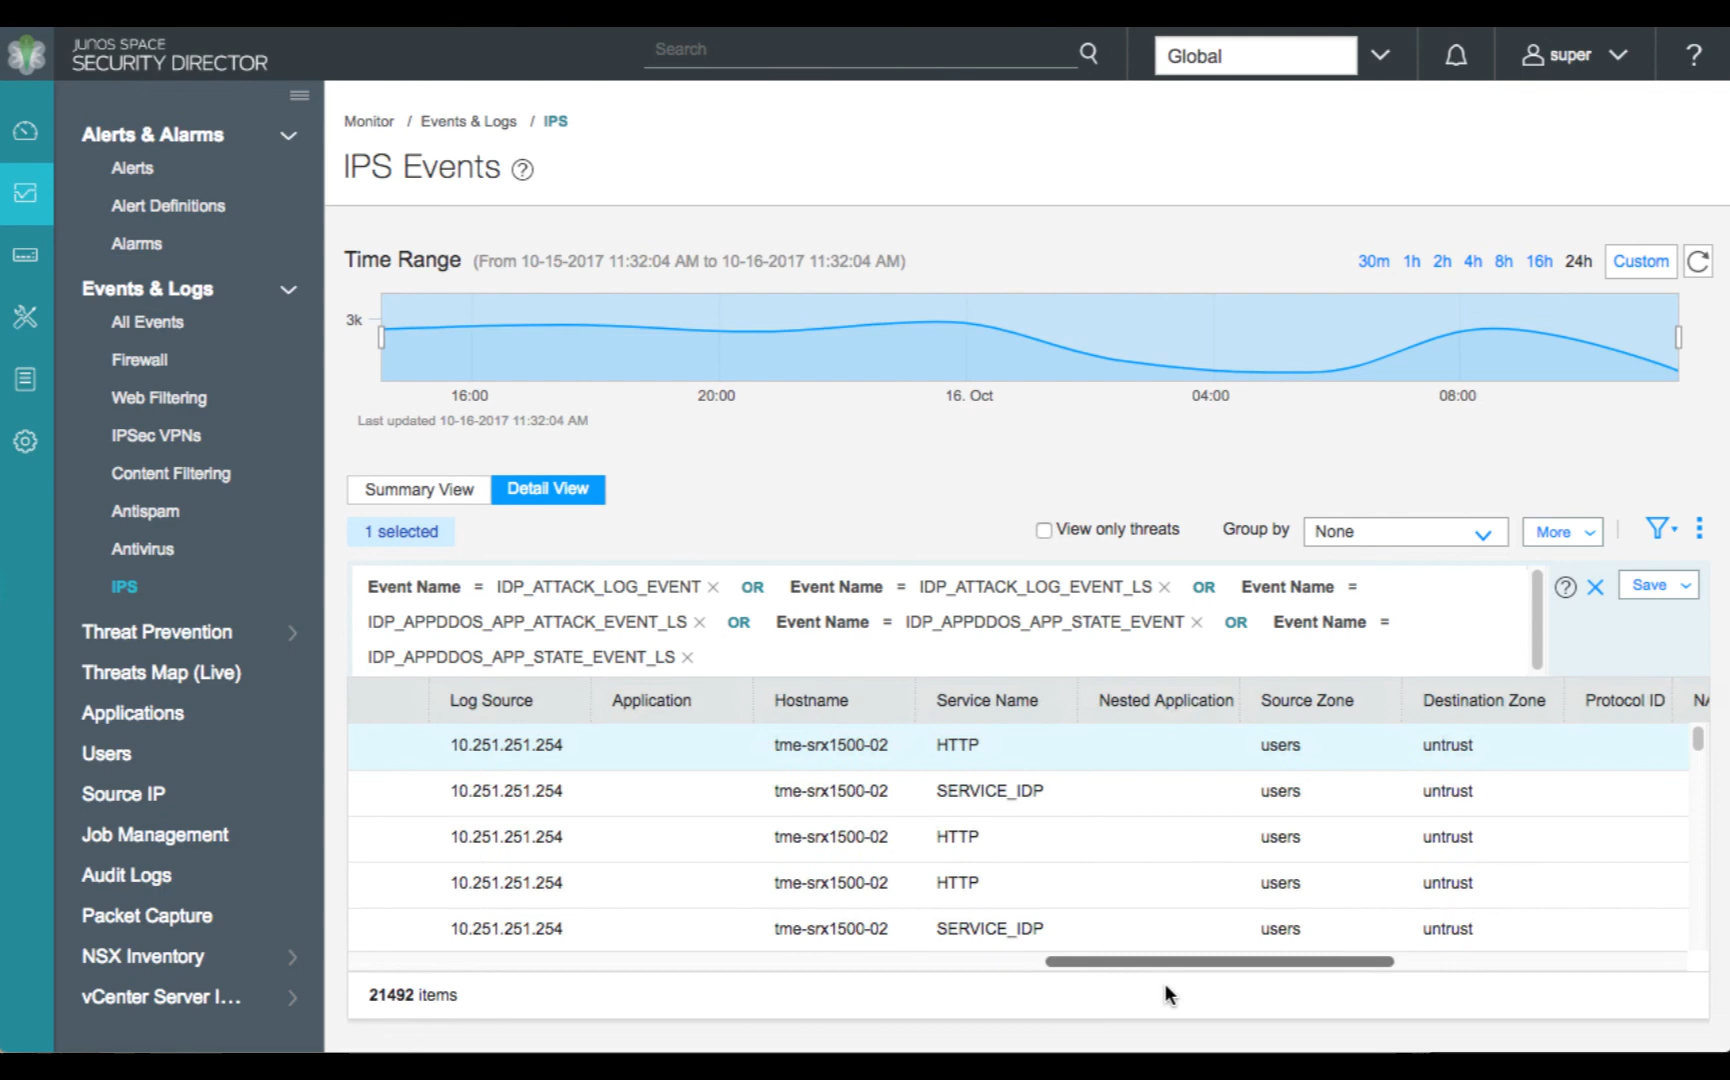 JUNOS SPACE
SECURITY DIRECTOR
Search
Global
super
?
Alerts & Alarms
Alerts
Alert Definitions
Alarms
Events & Logs
All Events
Firewall
Web Filtering
IPSec VPNs
Content Filtering
Antispam
Antivirus
IPS
Threat Prevention
Threats Map (Live)
Applications
Users
Source IP
Job Management
Audit Logs
Packet Capture
NSX Inventory
vCenter Server I...
Monitor / Events & Logs / IPS
IPS Events ?
Time Range (From 10-15-2017 11:32:04 AM to 10-16-2017 11:32:04 AM)
30m 1h 2h 4h 8h 16h 24h Custom
3k
16:00 20:00 16. Oct 04:00 08:00
Last updated 10-16-2017 11:32:04 AM
Summary View Detail View
1 selected
View only threats Group by None More
Event Name = IDP_ATTACK_LOG_EVENT × OR Event Name = IDP_ATTACK_LOG_EVENT_LS × OR Event Name =
IDP_APPDDOS_APP_ATTACK_EVENT_LS × OR Event Name = IDP_APPDDOS_APP_STATE_EVENT × OR Event Name =
IDP_APPDDOS_APP_STATE_EVENT_LS ×
? × Save
Log Source Application Hostname Service Name Nested Application Source Zone Destination Zone Protocol ID NA
10.251.251.254 tme-srx1500-02 HTTP users untrust
10.251.251.254 tme-srx1500-02 SERVICE_IDP users untrust
10.251.251.254 tme-srx1500-02 HTTP users untrust
10.251.251.254 tme-srx1500-02 HTTP users untrust
10.251.251.254 tme-srx1500-02 SERVICE_IDP users untrust
21492 items